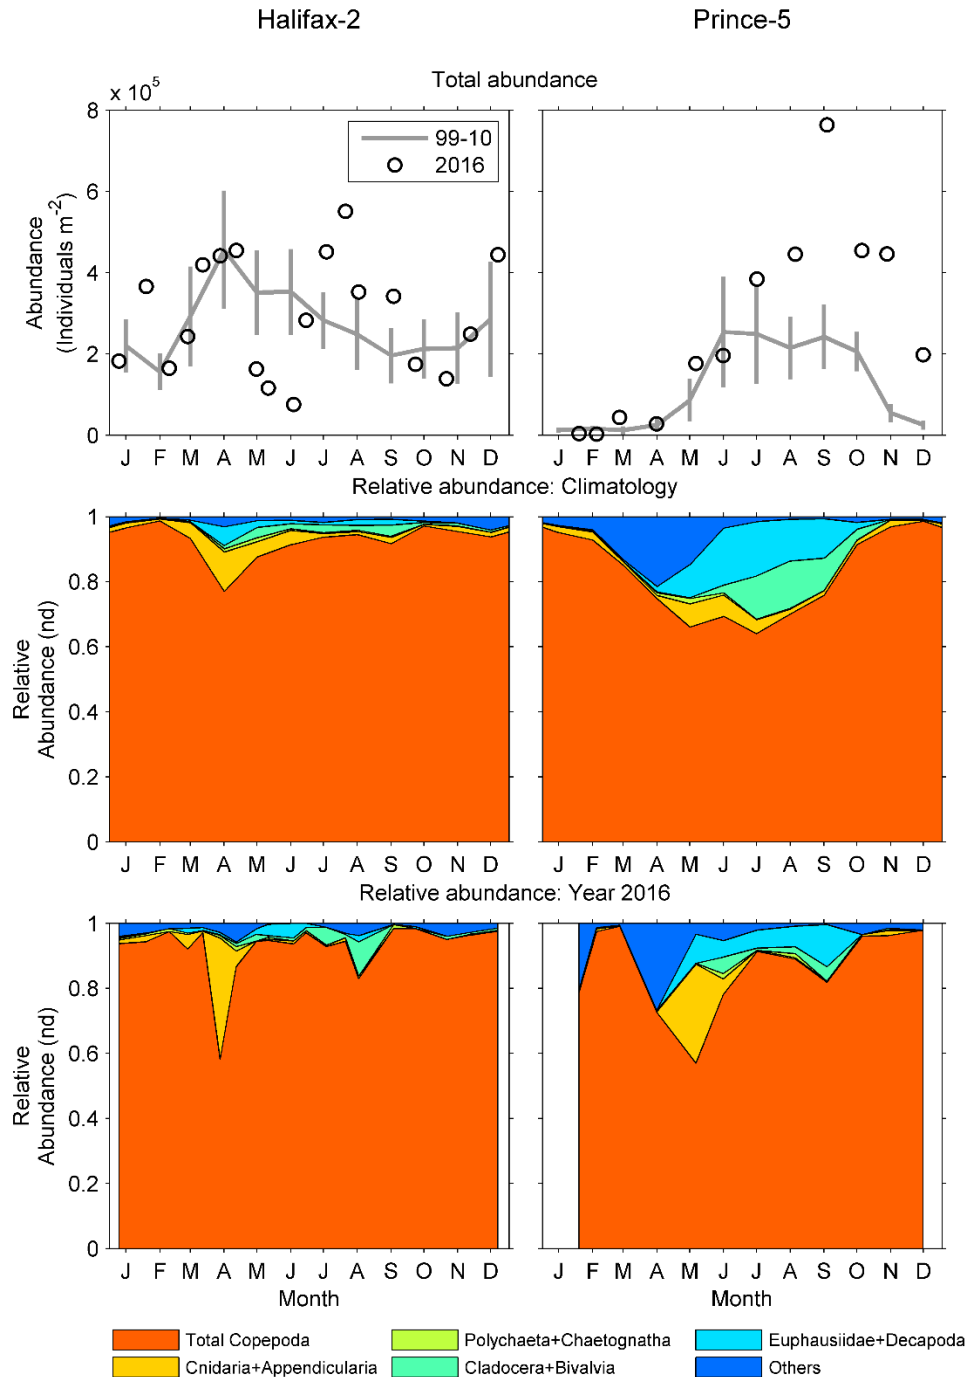 Halifax-2 Prince-5
Total abundance
x 10^5
8
6
4
2
0
Abundance
(Individuals m^-2)
99-10
2016
J F M A M J J A S O N D
J F M A M J J A S O N D
Relative abundance: Climatology
1
0.8
0.6
0.4
0.2
0
Relative
Abundance (nd)
J F M A M J J A S O N D
J F M A M J J A S O N D
Relative abundance: Year 2016
1
0.8
0.6
0.4
0.2
0
Relative
Abundance (nd)
J F M A M J J A S O N D
J F M A M J J A S O N D
Month Month
Total Copepoda Polychaeta+Chaetognatha Euphausiidae+Decapoda
Cnidaria+Appendicularia Cladocera+Bivalvia Others